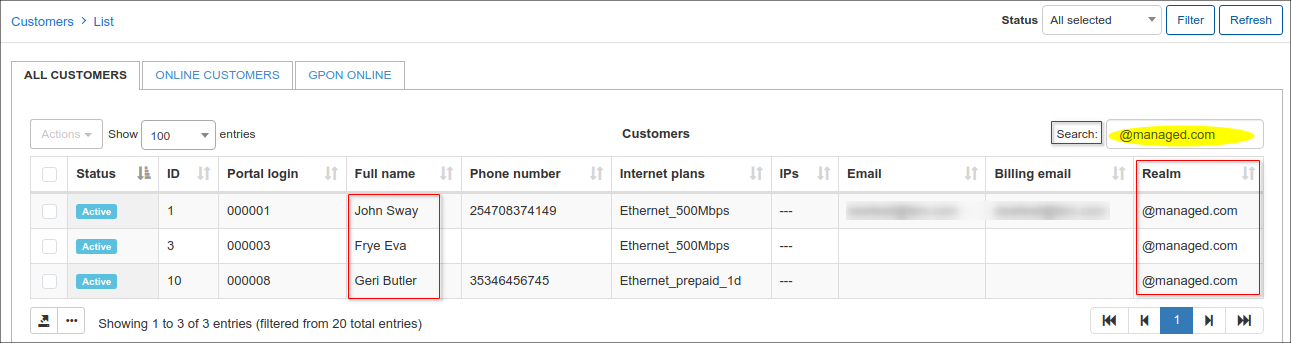 Customers › List
Status All selected Filter Refresh
ALL CUSTOMERS ONLINE CUSTOMERS GPON ONLINE
Actions Show 100 entries Customers Search: @managed.com
Status ID Portal login Full name Phone number Internet plans IPs Email Billing email Realm
Active 1 000001 John Sway 254708374149 Ethernet_500Mbps --- @managed.com
Active 3 000003 Frye Eva Ethernet_500Mbps --- @managed.com
Active 10 000008 Geri Butler 35346456745 Ethernet_prepaid_1d --- @managed.com
Showing 1 to 3 of 3 entries (filtered from 20 total entries) 1